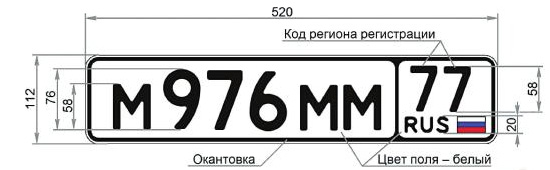 520
Код региона регистрации
112
76
58
М976ММ
77
RUS
58
20
Окантовка
Цвет поля – белый